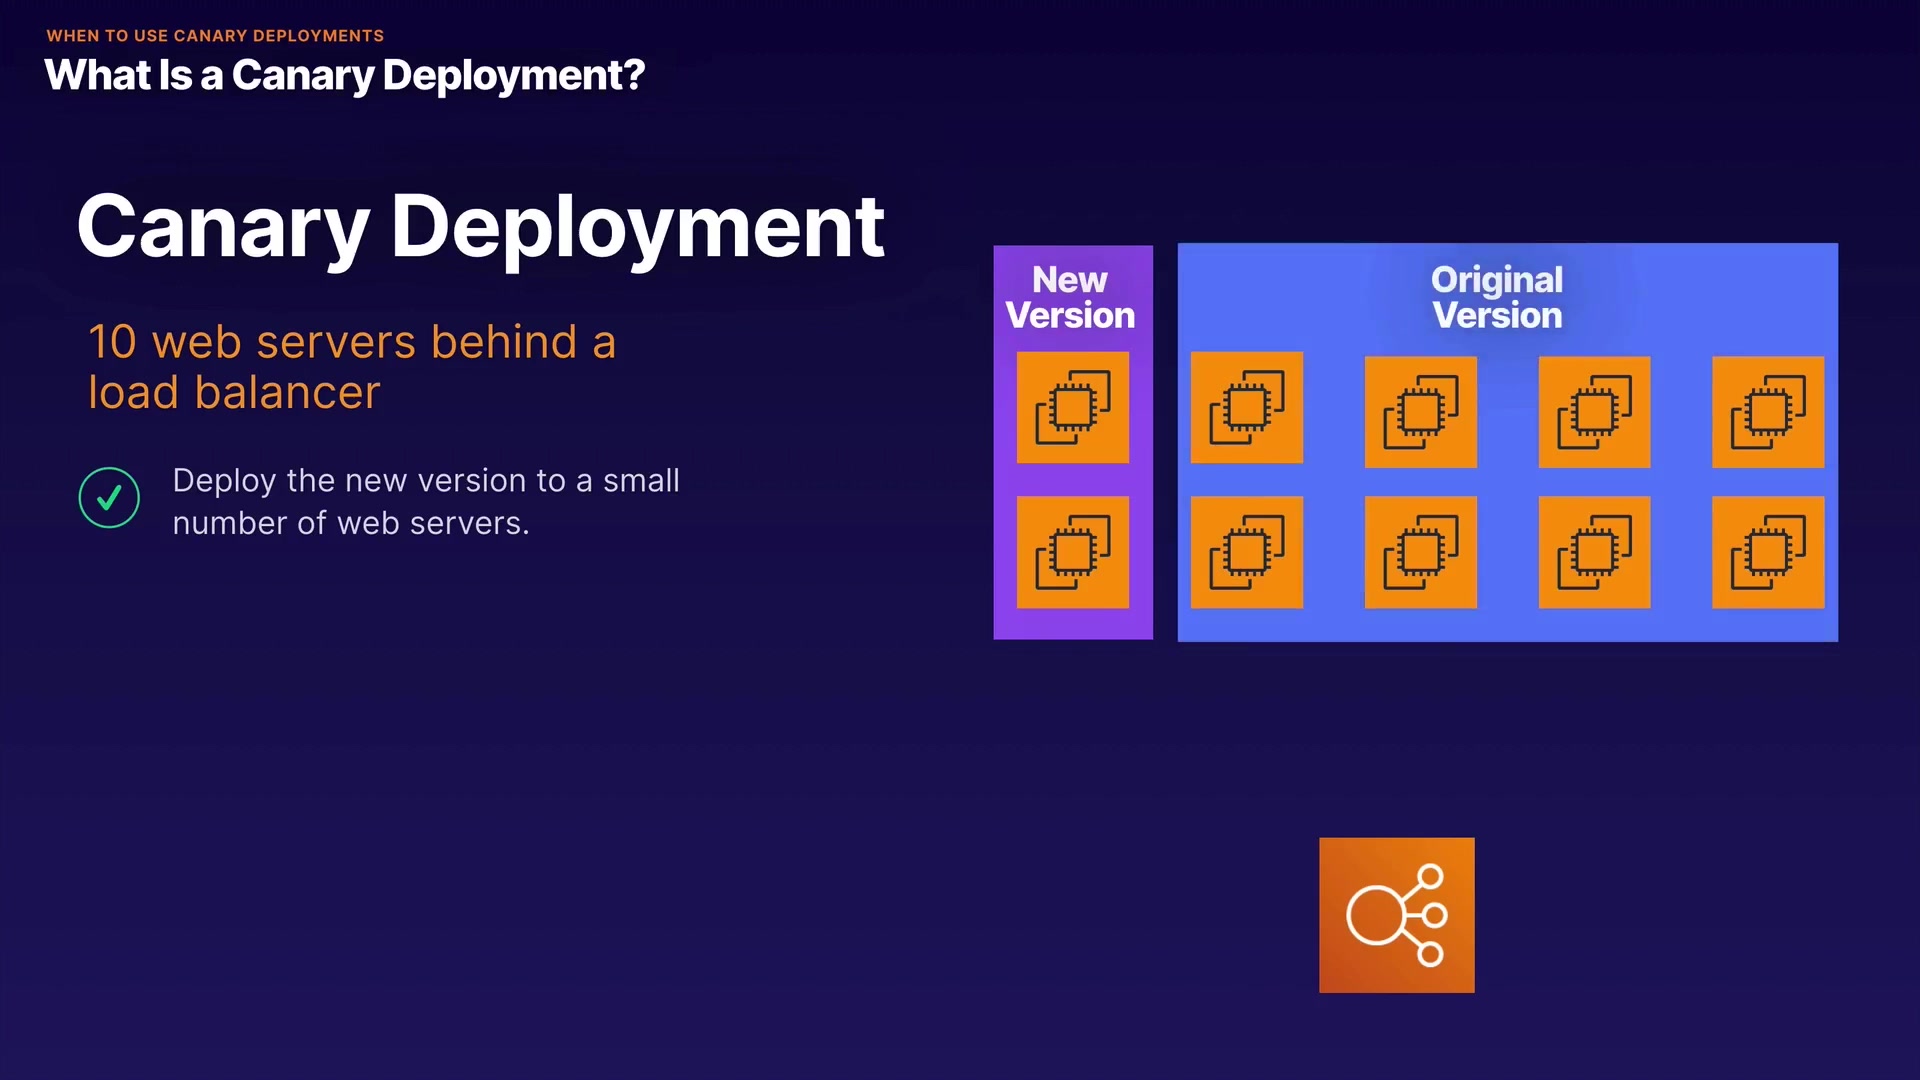 WHEN TO USE CANARY DEPLOYMENTS
What Is a Canary Deployment?
Canary Deployment
10 web servers behind a
load balancer
Deploy the new version to a small
number of web servers.
New
Version
Original
Version